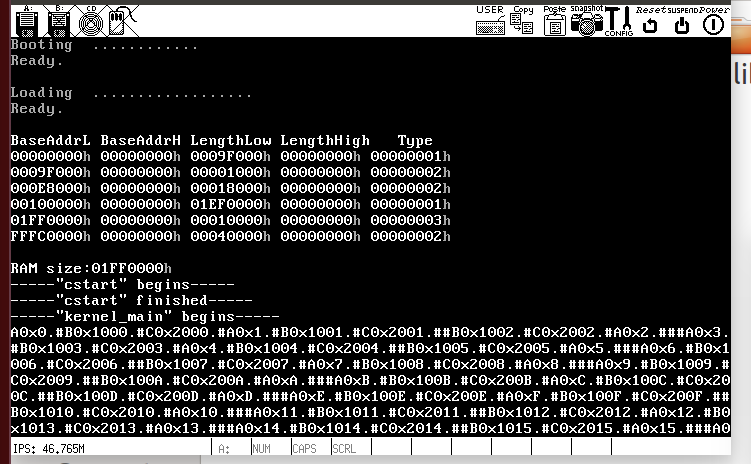 A: B: CD USER Copy Paste Snapshot CONFIG Reset SUSPEND Power
Booting ............
Ready.
Loading ..................
Ready.
BaseAddrL BaseAddrH LengthLow LengthHigh Type
00000000h 00000000h 0009F000h 00000000h 00000001h
0009F000h 00000000h 00001000h 00000000h 00000002h
000E8000h 00000000h 00018000h 00000000h 00000002h
00100000h 00000000h 01EF0000h 00000000h 00000001h
01FF0000h 00000000h 00010000h 00000000h 00000003h
FFFC0000h 00000000h 00040000h 00000000h 00000002h
RAM size:01FF0000h
-----"cstart" begins-----
-----"cstart" finished-----
-----"kernel_main" begins-----
A0x0.#B0x1000.#C0x2000.#A0x1.#B0x1001.#C0x2001.##B0x1002.#C0x2002.#A0x2.###A0x3.
#B0x1003.#C0x2003.#A0x4.#B0x1004.#C0x2004.##B0x1005.#C0x2005.#A0x5.###A0x6.#B0x1
006.#C0x2006.##B0x1007.#C0x2007.#A0x7.#B0x1008.#C0x2008.#A0x8.###A0x9.#B0x1009.#
C0x2009.##B0x100A.#C0x200A.#A0xA.###A0xB.#B0x100B.#C0x200B.#A0xC.#B0x100C.#C0x20
0C.##B0x100D.#C0x200D.#A0xD.###A0xE.#B0x100E.#C0x200E.#A0xF.#B0x100F.#C0x200F.##
B0x1010.#C0x2010.#A0x10.###A0x11.#B0x1011.#C0x2011.##B0x1012.#C0x2012.#A0x12.#B0
x1013.#C0x2013.#A0x13.###A0x14.#B0x1014.#C0x2014.##B0x1015.#C0x2015.#A0x15.###A0
IPS: 46.765M A: NUM CAPS SCRL